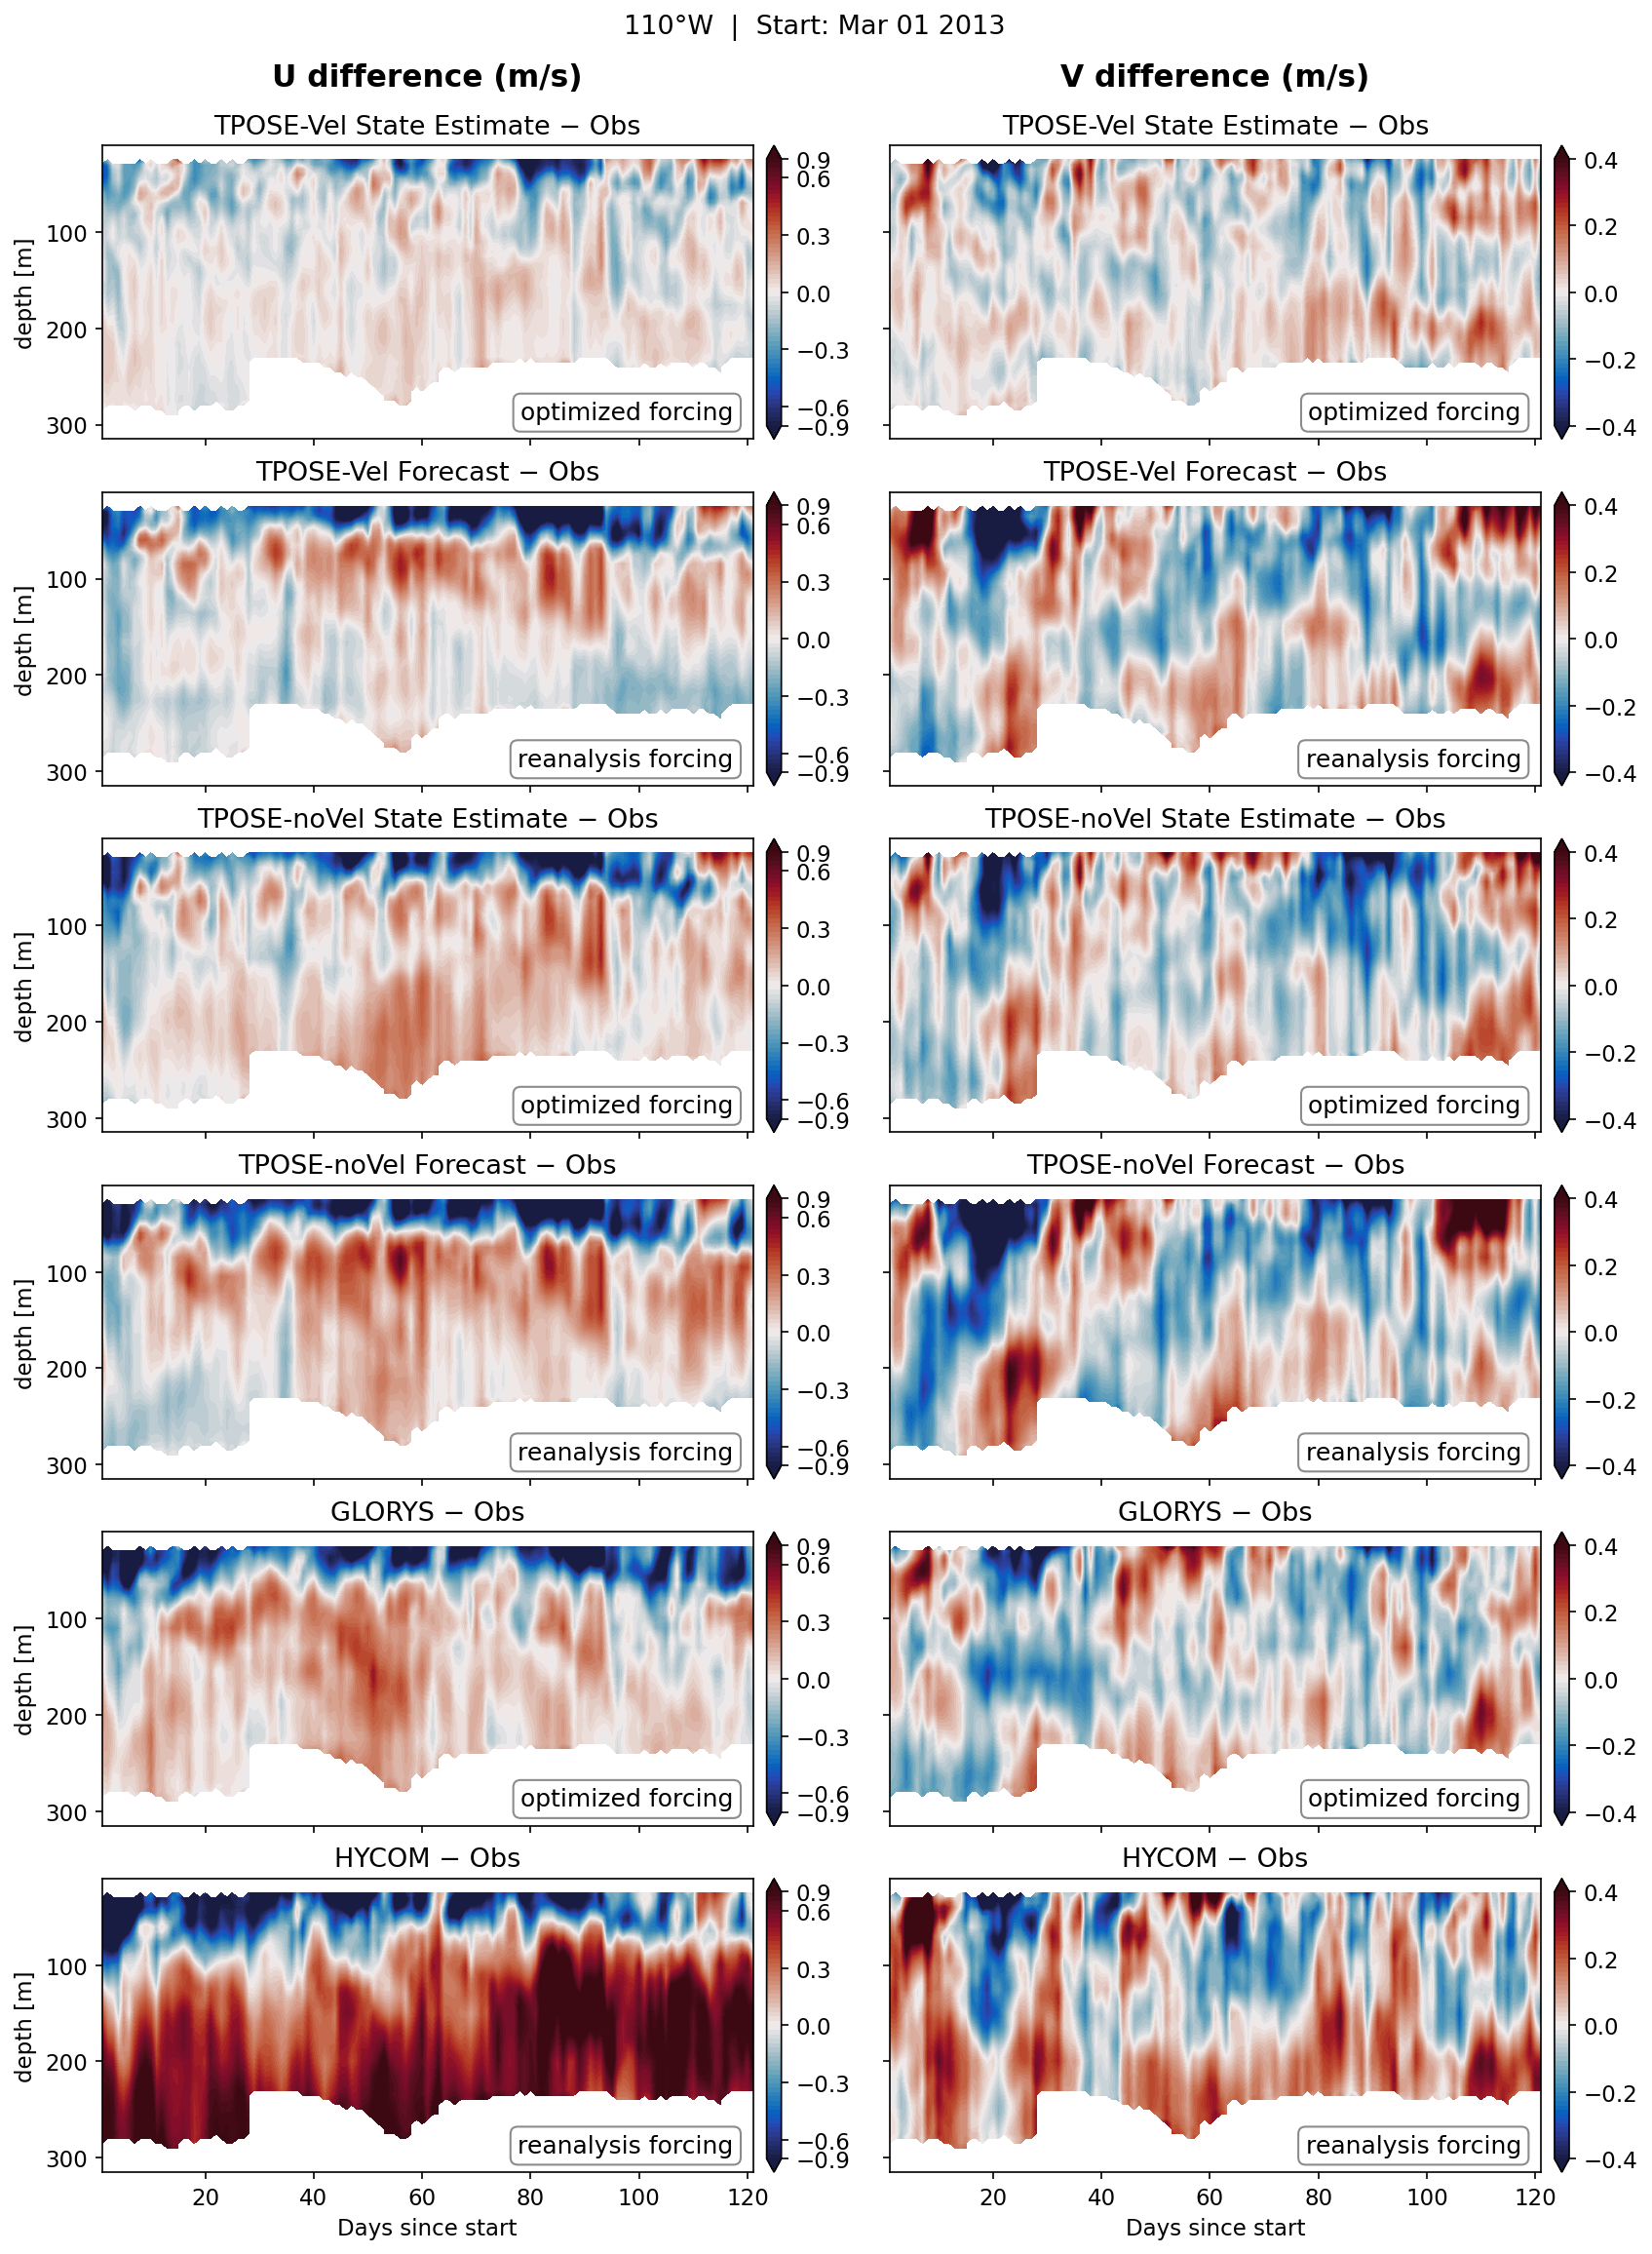 110°W | Start: Mar 01 2013
U difference (m/s)
V difference (m/s)
TPOSE-Vel State Estimate − Obs
TPOSE-Vel State Estimate − Obs
depth [m]
100
200
300
optimized forcing
0.9
0.6
0.3
0.0
−0.3
−0.6
−0.9
optimized forcing
0.4
0.2
0.0
−0.2
−0.4
TPOSE-Vel Forecast − Obs
TPOSE-Vel Forecast − Obs
depth [m]
100
200
300
reanalysis forcing
0.9
0.6
0.3
0.0
−0.3
−0.6
−0.9
reanalysis forcing
0.4
0.2
0.0
−0.2
−0.4
TPOSE-noVel State Estimate − Obs
TPOSE-noVel State Estimate − Obs
depth [m]
100
200
300
optimized forcing
0.9
0.6
0.3
0.0
−0.3
−0.6
−0.9
optimized forcing
0.4
0.2
0.0
−0.2
−0.4
TPOSE-noVel Forecast − Obs
TPOSE-noVel Forecast − Obs
depth [m]
100
200
300
reanalysis forcing
0.9
0.6
0.3
0.0
−0.3
−0.6
−0.9
reanalysis forcing
0.4
0.2
0.0
−0.2
−0.4
GLORYS − Obs
GLORYS − Obs
depth [m]
100
200
300
optimized forcing
0.9
0.6
0.3
0.0
−0.3
−0.6
−0.9
optimized forcing
0.4
0.2
0.0
−0.2
−0.4
HYCOM − Obs
HYCOM − Obs
depth [m]
100
200
300
reanalysis forcing
0.9
0.6
0.3
0.0
−0.3
−0.6
−0.9
reanalysis forcing
0.4
0.2
0.0
−0.2
−0.4
20 40 60 80 100 120
20 40 60 80 100 120
Days since start
Days since start